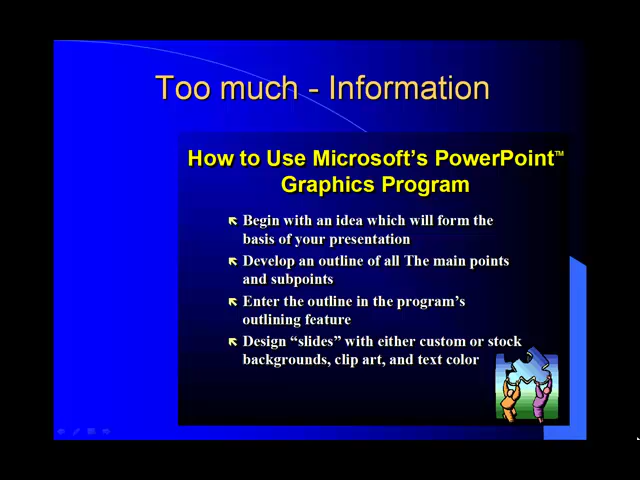 Too much - Information
How to Use Microsoft's PowerPoint™
Graphics Program
Begin with an idea which will form the
basis of your presentation
Develop an outline of all The main points
and subpoints
Enter the outline in the program's
outlining feature
Design “slides” with either custom or stock
backgrounds, clip art, and text color